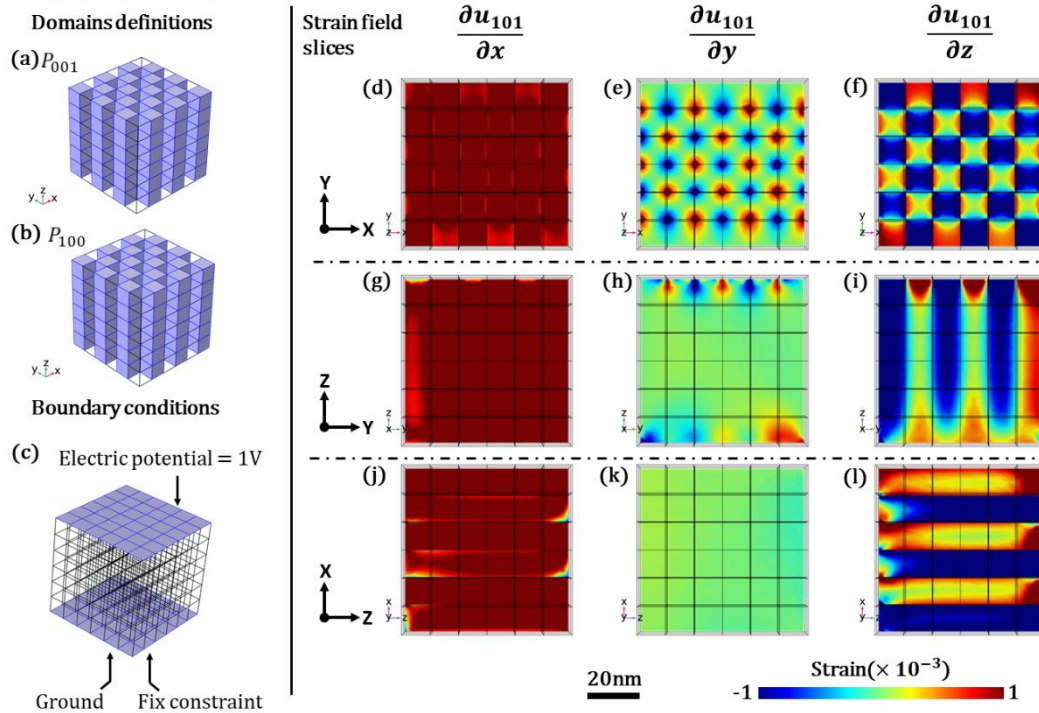 Domains definitions
(a) P₀₀₁
y z x
(b) P₁₀₀
y z x
Boundary conditions
(c) Electric potential = 1V
Ground Fix constraint
Strain field slices
∂u₁₀₁/∂x ∂u₁₀₁/∂y ∂u₁₀₁/∂z
(d) (e) (f)
Y
X
y z x y z x y z x
(g) (h) (i)
Z
Y
z x y z x y z x y
(j) (k) (l)
X
Z
x y z x y z x y z
20nm
Strain(× 10⁻³)
-1 1